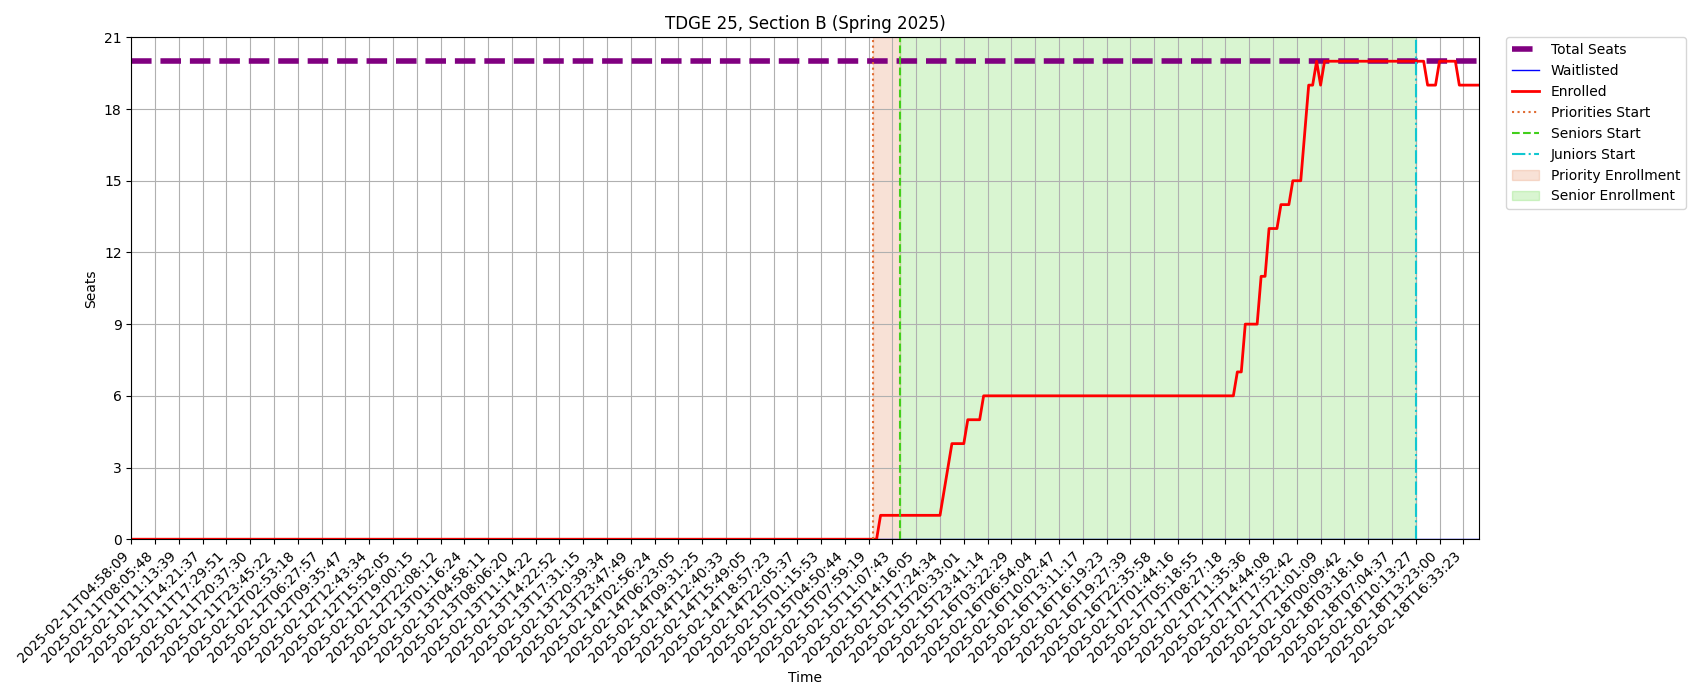 TDGE 25, Section B (Spring 2025)
21
18
15
12
9
6
3
0
Seats
2025-02-11T04:58:09
2025-02-11T08:05:48
2025-02-11T11:13:39
2025-02-11T14:21:37
2025-02-11T17:29:51
2025-02-11T20:37:30
2025-02-11T23:45:22
2025-02-12T02:53:18
2025-02-12T06:27:57
2025-02-12T09:35:47
2025-02-12T12:43:34
2025-02-12T15:52:05
2025-02-12T19:00:15
2025-02-12T22:08:12
2025-02-13T01:16:24
2025-02-13T04:58:11
2025-02-13T08:06:20
2025-02-13T11:14:22
2025-02-13T14:22:52
2025-02-13T17:31:15
2025-02-13T20:39:34
2025-02-13T23:47:49
2025-02-14T02:56:24
2025-02-14T06:23:05
2025-02-14T09:31:25
2025-02-14T12:40:33
2025-02-14T15:49:05
2025-02-14T18:57:23
2025-02-14T22:05:37
2025-02-15T01:15:53
2025-02-15T04:50:44
2025-02-15T07:59:19
2025-02-15T11:07:43
2025-02-15T14:16:05
2025-02-15T17:24:34
2025-02-15T20:33:01
2025-02-15T23:41:14
2025-02-16T03:22:29
2025-02-16T06:54:04
2025-02-16T10:02:47
2025-02-16T13:11:17
2025-02-16T16:19:23
2025-02-16T19:27:39
2025-02-16T22:35:58
2025-02-17T01:44:16
2025-02-17T05:18:55
2025-02-17T08:27:18
2025-02-17T11:35:36
2025-02-17T14:44:08
2025-02-17T17:52:42
2025-02-17T21:01:09
2025-02-18T00:09:42
2025-02-18T03:18:16
2025-02-18T07:04:37
2025-02-18T10:13:27
2025-02-18T13:23:00
2025-02-18T16:33:23
Time
Total Seats
Waitlisted
Enrolled
Priorities Start
Seniors Start
Juniors Start
Priority Enrollment
Senior Enrollment